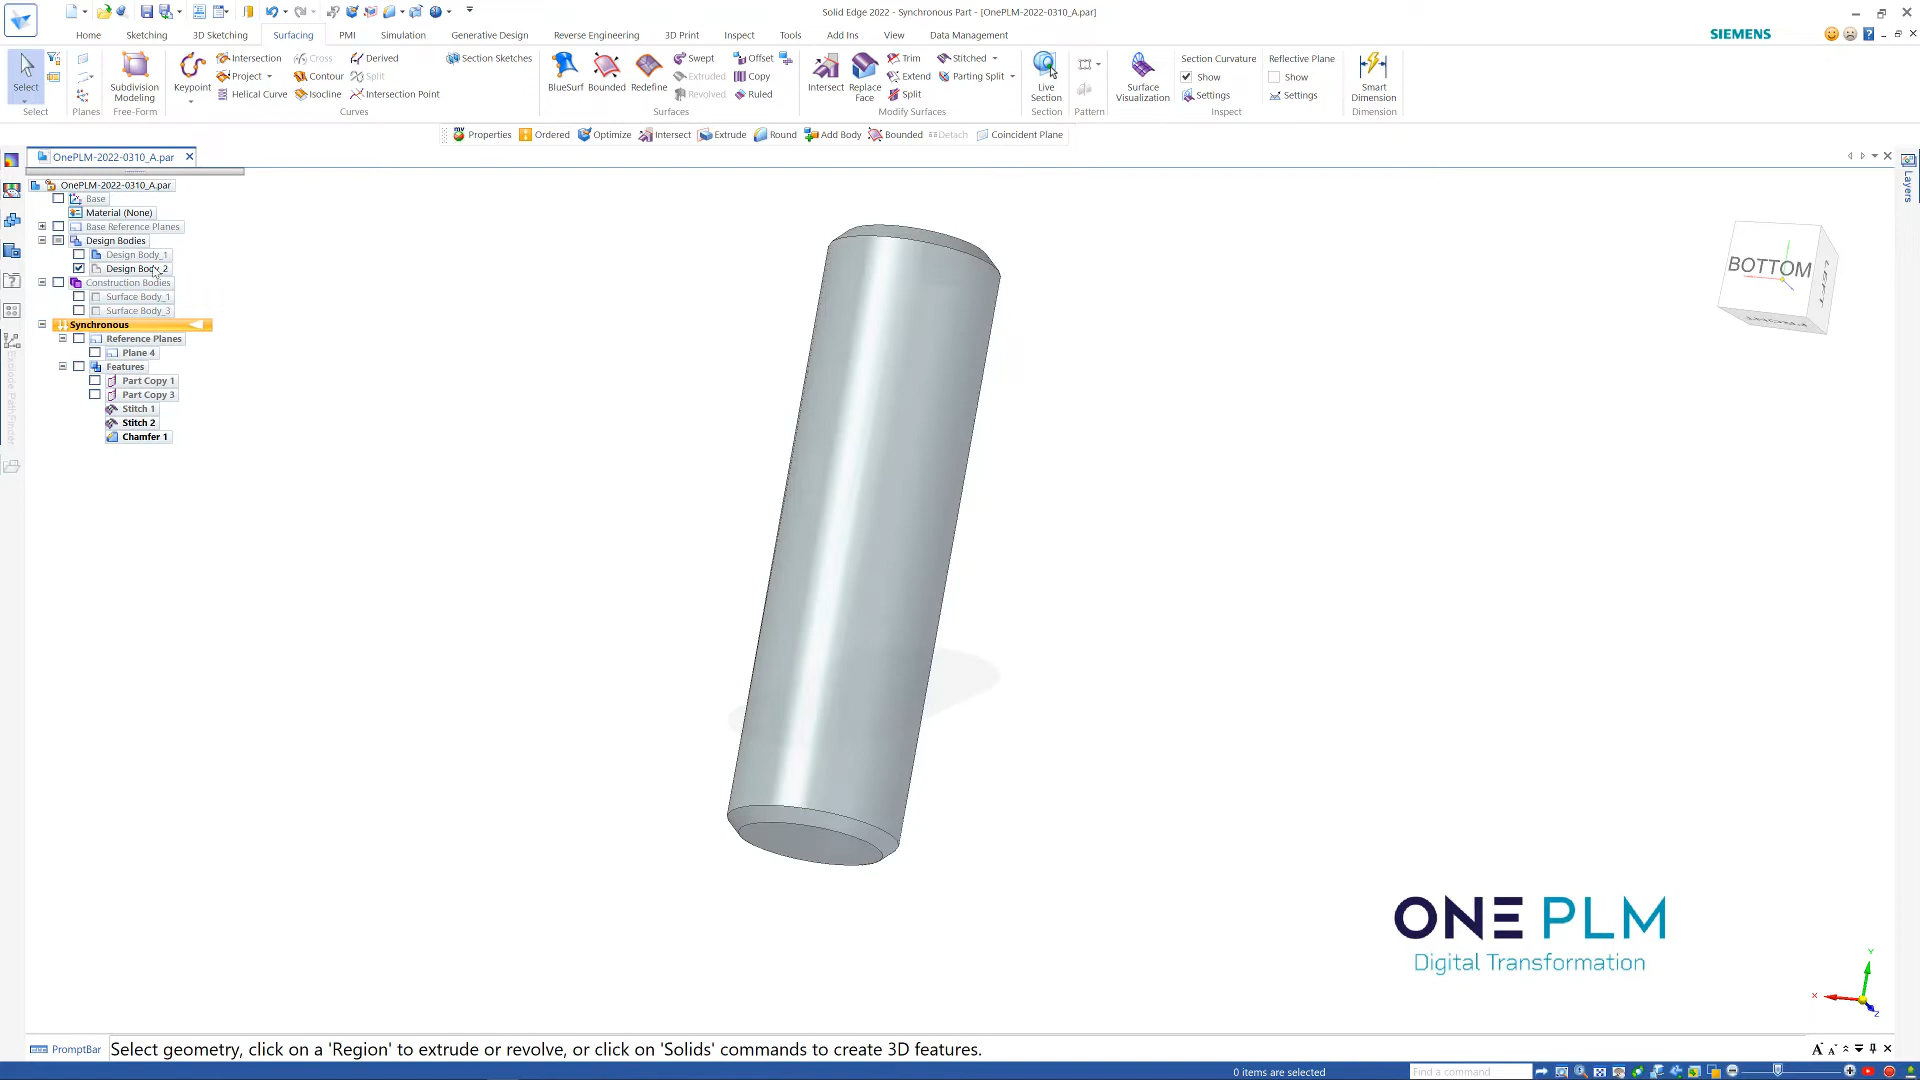 Solid Edge 2022 - Synchronous Part - [OnePLM-2022-0310_A.par]
Home Sketching 3D Sketching Surfacing PMI Simulation Generative Design Reverse Engineering 3D Print Inspect Tools Add Ins View Data Management SIEMENS
Select
Select
Planes
Subdivision Modeling
Free-Form
Keypoint
Intersection Cross Derived
Project Contour Split
Helical Curve Isocline Intersection Point
Section Sketches
Curves
BlueSurf Bounded Redefine
Swept Offset
Extruded Copy
Revolved Ruled
Surfaces
Intersect Replace Face
Trim Stitched
Extend Parting Split
Split
Modify Surfaces
Live Section
Section
Pattern
Surface Visualization
Section Curvature Reflective Plane
Show Show
Settings Settings
Inspect
Smart Dimension
Dimension
Properties Ordered Optimize Intersect Extrude Round Add Body Bounded Detach Coincident Plane
OnePLM-2022-0310_A.par
Layers
OnePLM-2022-0310_A.par
Base
Material (None)
Base Reference Planes
Design Bodies
Design Body_1
Design Body_2
Construction Bodies
Surface Body_1
Surface Body_3
Synchronous
Reference Planes
Plane 4
Features
Part Copy 1
Part Copy 3
Stitch 1
Stitch 2
Chamfer 1
Explode PathFinder
BOTTOM
LEFT
FRONT
ONE PLM
Digital Transformation
Y
X
Z
PromptBar Select geometry, click on a 'Region' to extrude or revolve, or click on 'Solids' commands to create 3D features.
0 items are selected Find a command